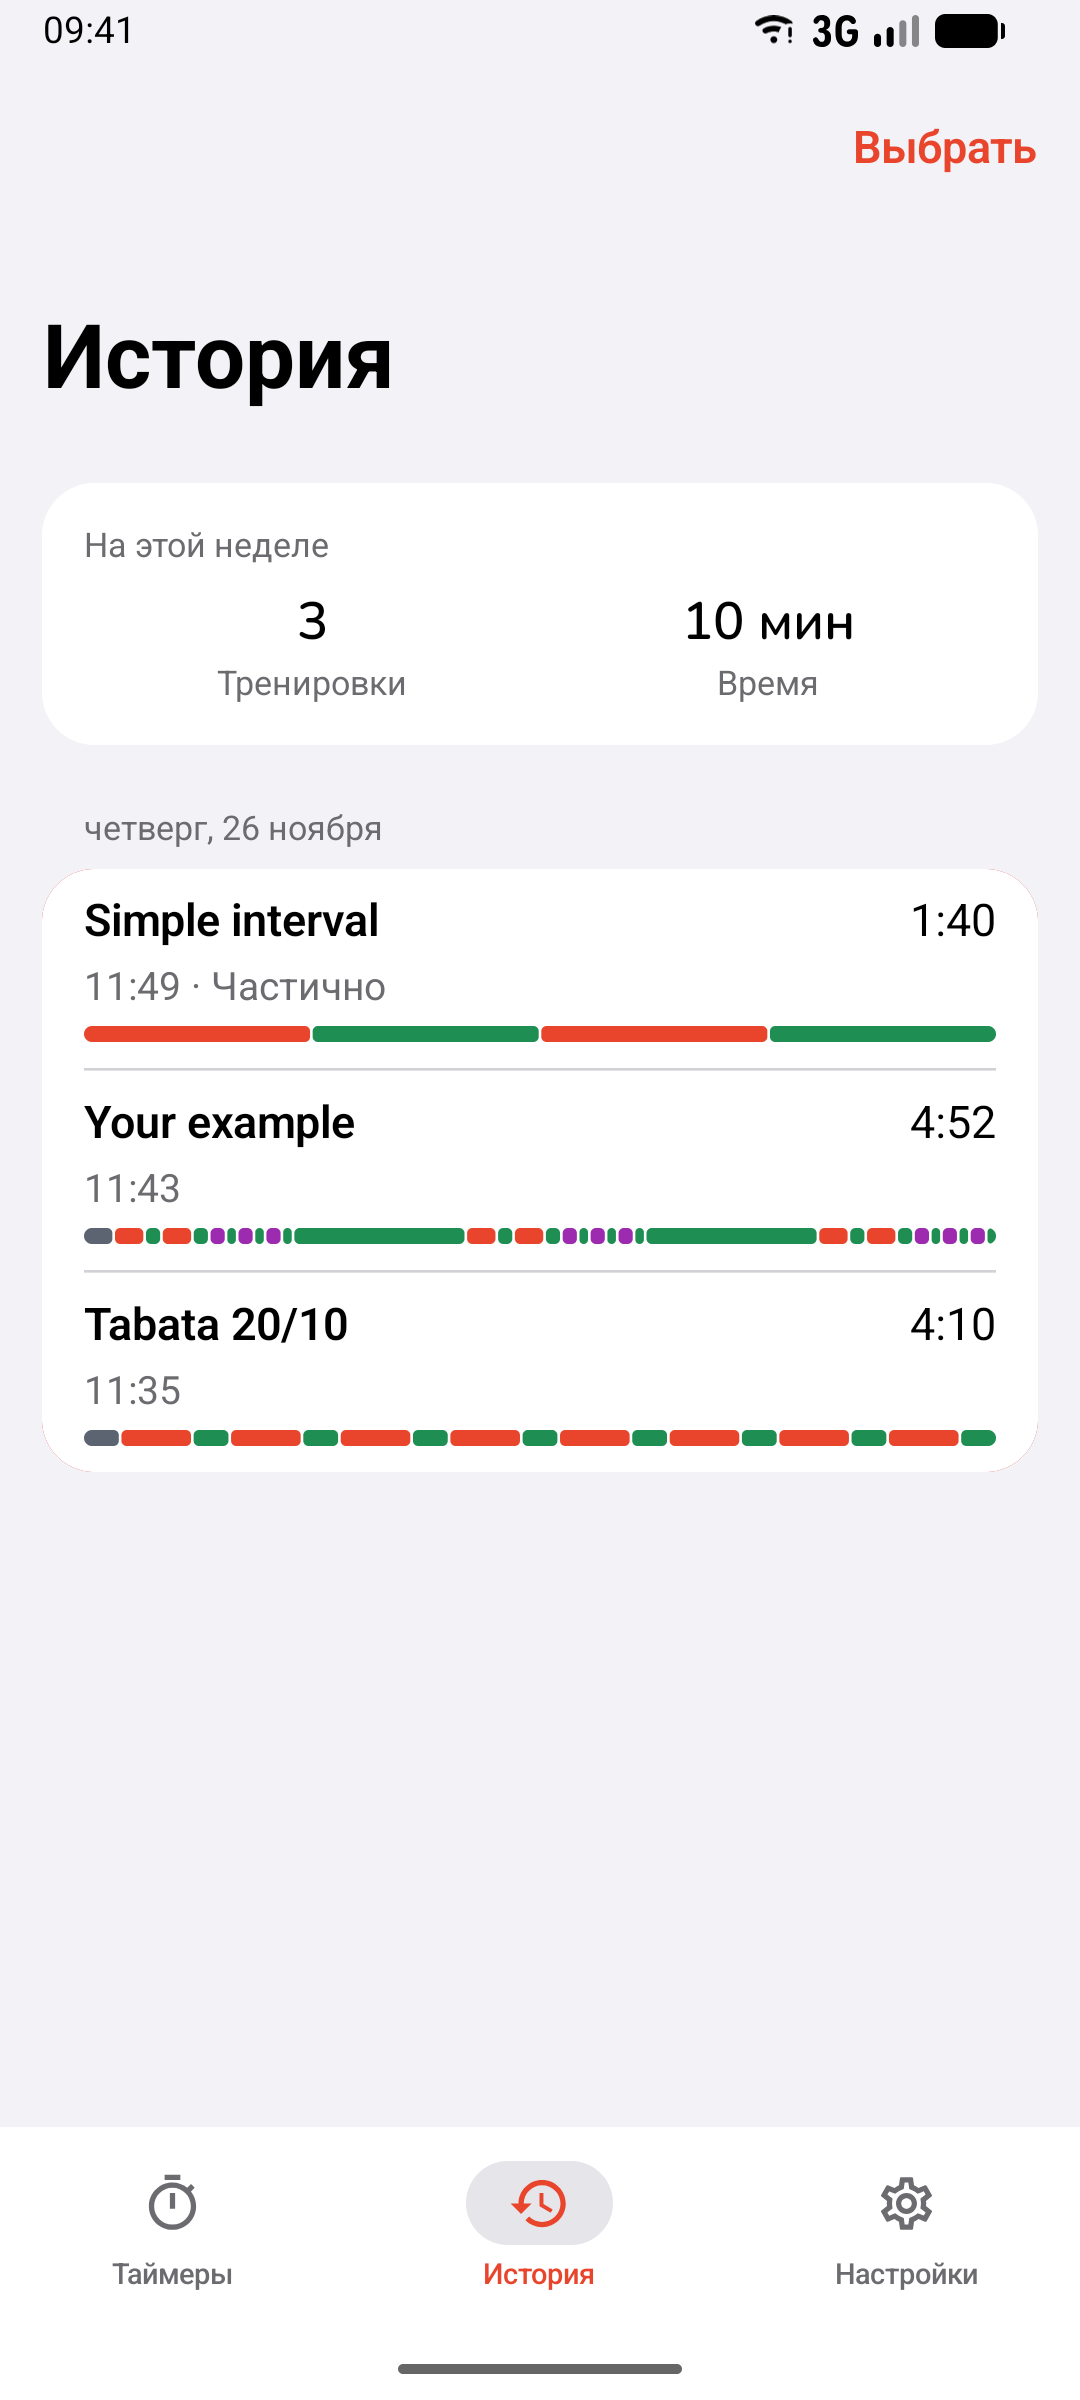 09:41
3G
Выбрать
История
На этой неделе
3
10 мин
Тренировки
Время
четверг, 26 ноября
Simple interval
1:40
11:49 · Частично
Your example
4:52
11:43
Tabata 20/10
4:10
11:35
Таймеры
История
Настройки